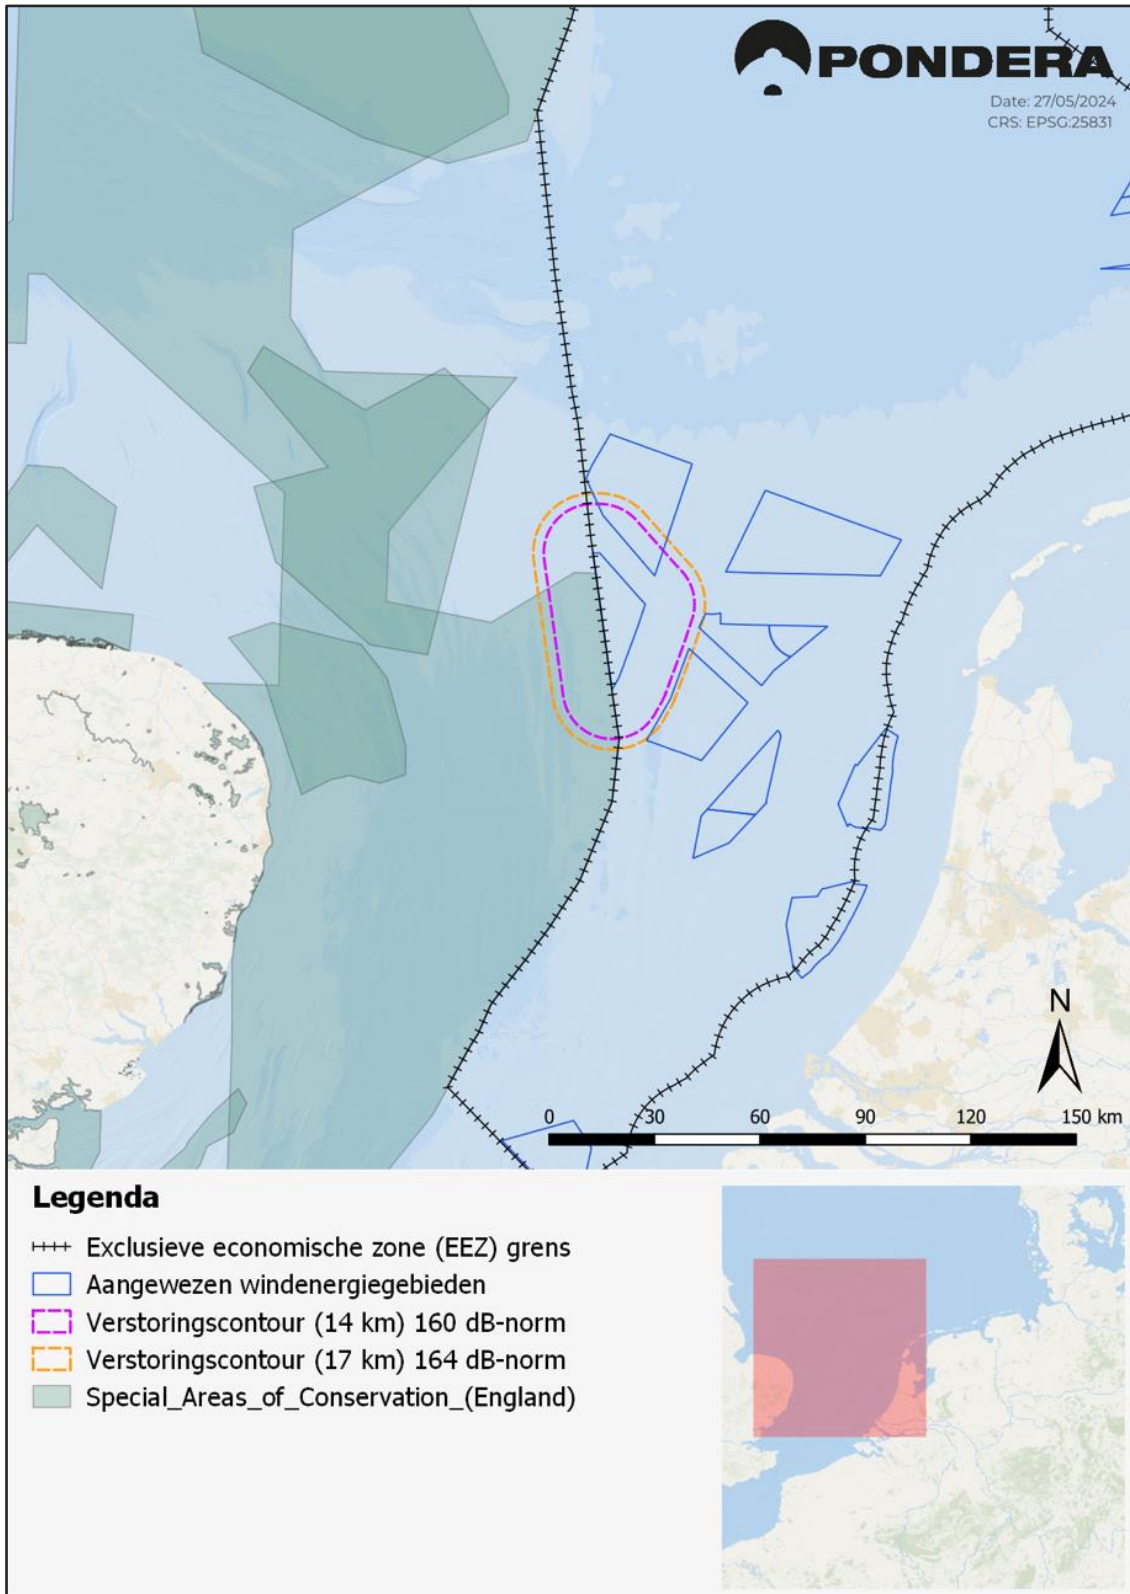 PONDERA
Date: 27/05/2024
CRS: EPSG:25831
N
0 30 60 90 120 150 km
Legenda
Exclusieve economische zone (EEZ) grens
Aangewezen windenergiegebieden
Verstoringscontour (14 km) 160 dB-norm
Verstoringscontour (17 km) 164 dB-norm
Special_Areas_of_Conservation_(England)